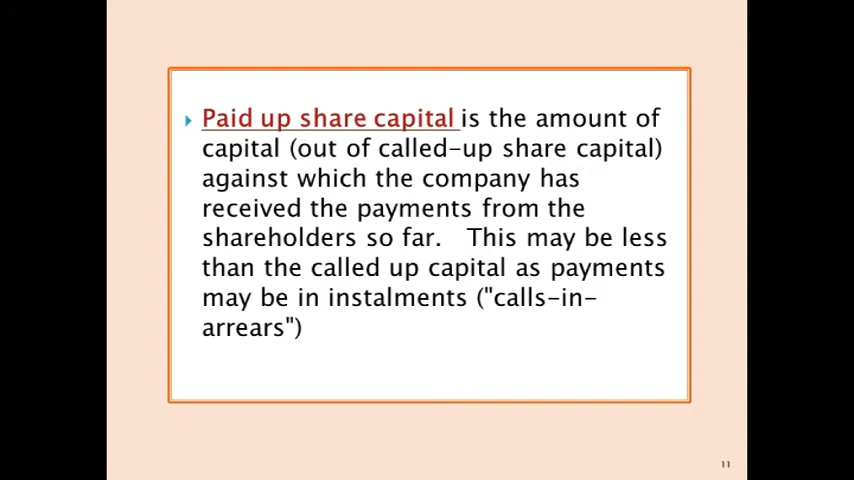 Paid up share capital is the amount of
capital (out of called-up share capital)
against which the company has
received the payments from the
shareholders so far.   This may be less
than the called up capital as payments
may be in instalments ("calls-in-
arrears")
11